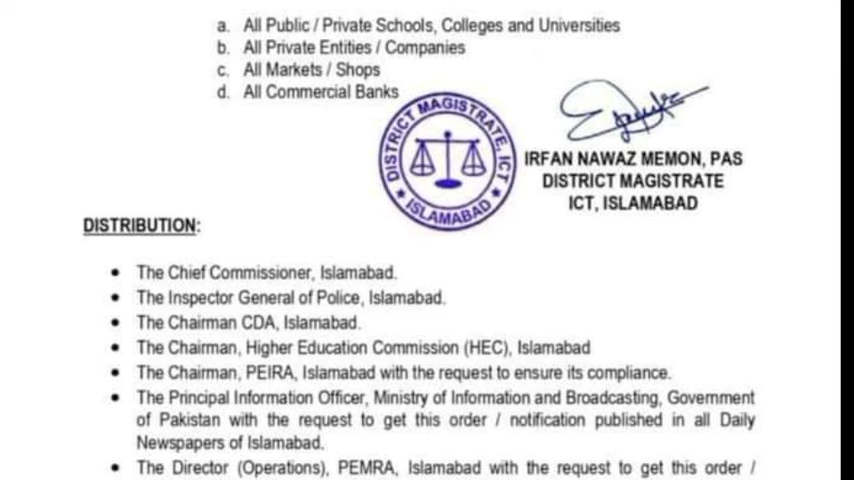 a. All Public / Private Schools, Colleges and Universities
b. All Private Entities / Companies
c. All Markets / Shops
d. All Commercial Banks
DISTRICT MAGISTRATE, ICT
ISLAMABAD
IRFAN NAWAZ MEMON, PAS
DISTRICT MAGISTRATE
ICT, ISLAMABAD
DISTRIBUTION:
• The Chief Commissioner, Islamabad.
• The Inspector General of Police, Islamabad.
• The Chairman CDA, Islamabad.
• The Chairman, Higher Education Commission (HEC), Islamabad
• The Chairman, PEIRA, Islamabad with the request to ensure its compliance.
• The Principal Information Officer, Ministry of Information and Broadcasting, Government
of Pakistan with the request to get this order / notification published in all Daily
Newspapers of Islamabad.
• The Director (Operations), PEMRA, Islamabad with the request to get this order /